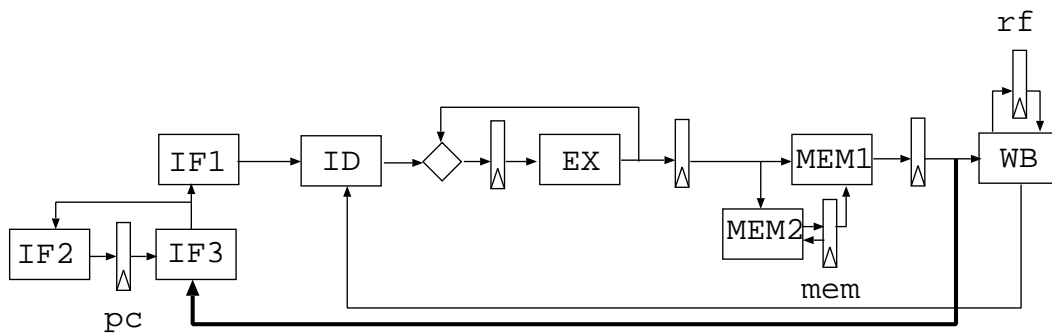 rf
IF1
ID
EX
MEM1
WB
IF2
IF3
MEM2
pc
mem